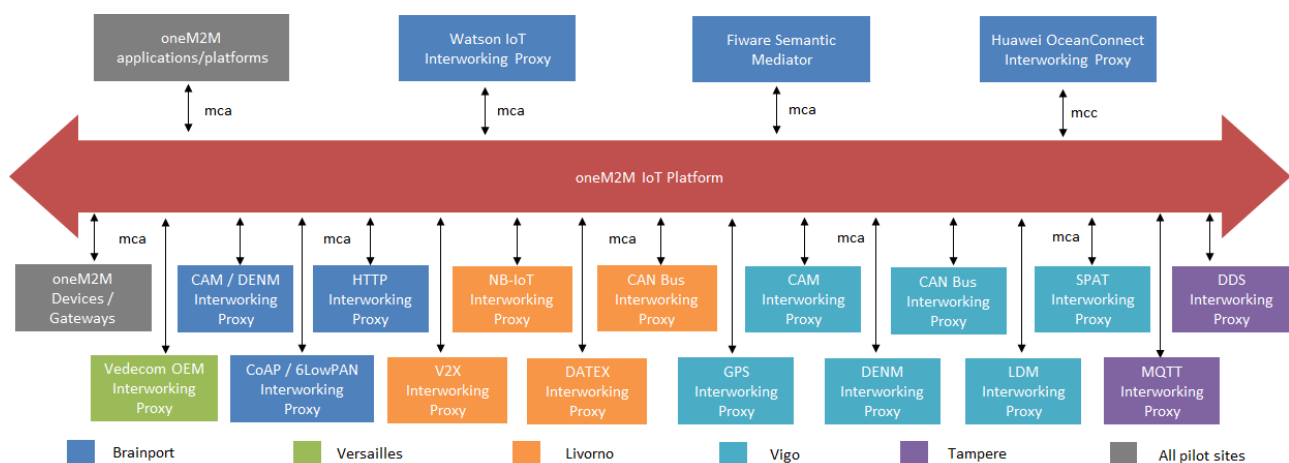 oneM2M
applications/platforms
Watson IoT
Interworking Proxy
Fiware Semantic
Mediator
Huawei OceanConnect
Interworking Proxy
mca
mca
mca
mcc
oneM2M IoT Platform
mca
mca
mca
mca
mca
oneM2M
Devices /
Gateways
CAM / DENM
Interworking
Proxy
HTTP
Interworking
Proxy
NB-IoT
Interworking
Proxy
CAN Bus
Interworking
Proxy
CAM
Interworking
Proxy
CAN Bus
Interworking
Proxy
SPAT
Interworking
Proxy
DDS
Interworking
Proxy
Vedecom OEM
Interworking
Proxy
CoAP / 6LowPAN
Interworking
Proxy
V2X
Interworking
Proxy
DATEX
Interworking
Proxy
GPS
Interworking
Proxy
DENM
Interworking
Proxy
LDM
Interworking
Proxy
MQTT
Interworking
Proxy
Brainport
Versailles
Livorno
Vigo
Tampere
All pilot sites